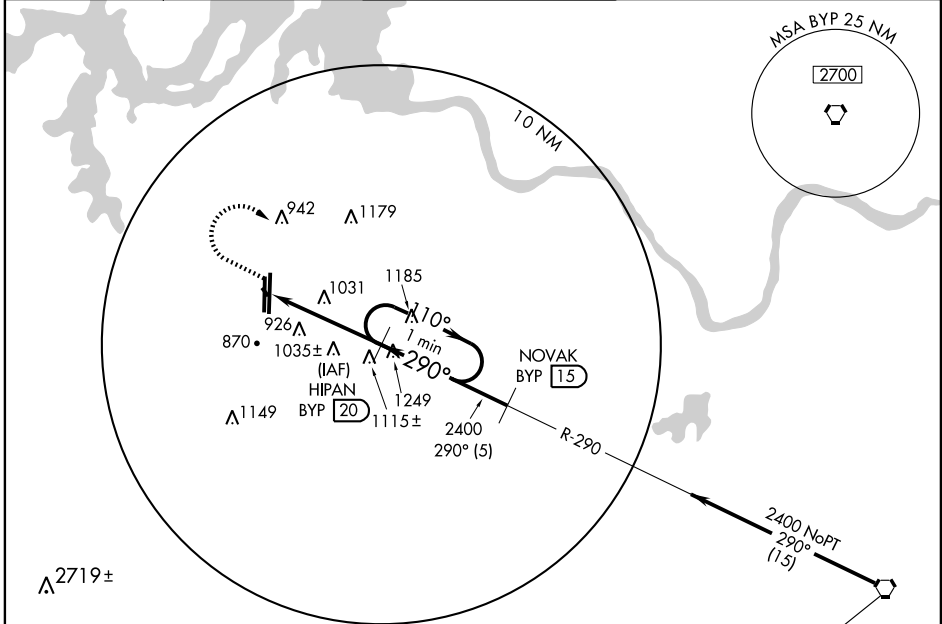 MSA BYP 25 NM
2700
10 NM
942
1179
1031
1185
110°
1 min
290°
926
870
1035±
(IAF)
HIPAN
BYP 20
1149
1115±
1249
NOVAK
BYP 15
2400
290° (5)
R-290
2400 NoPT
290°
(15)
2719±